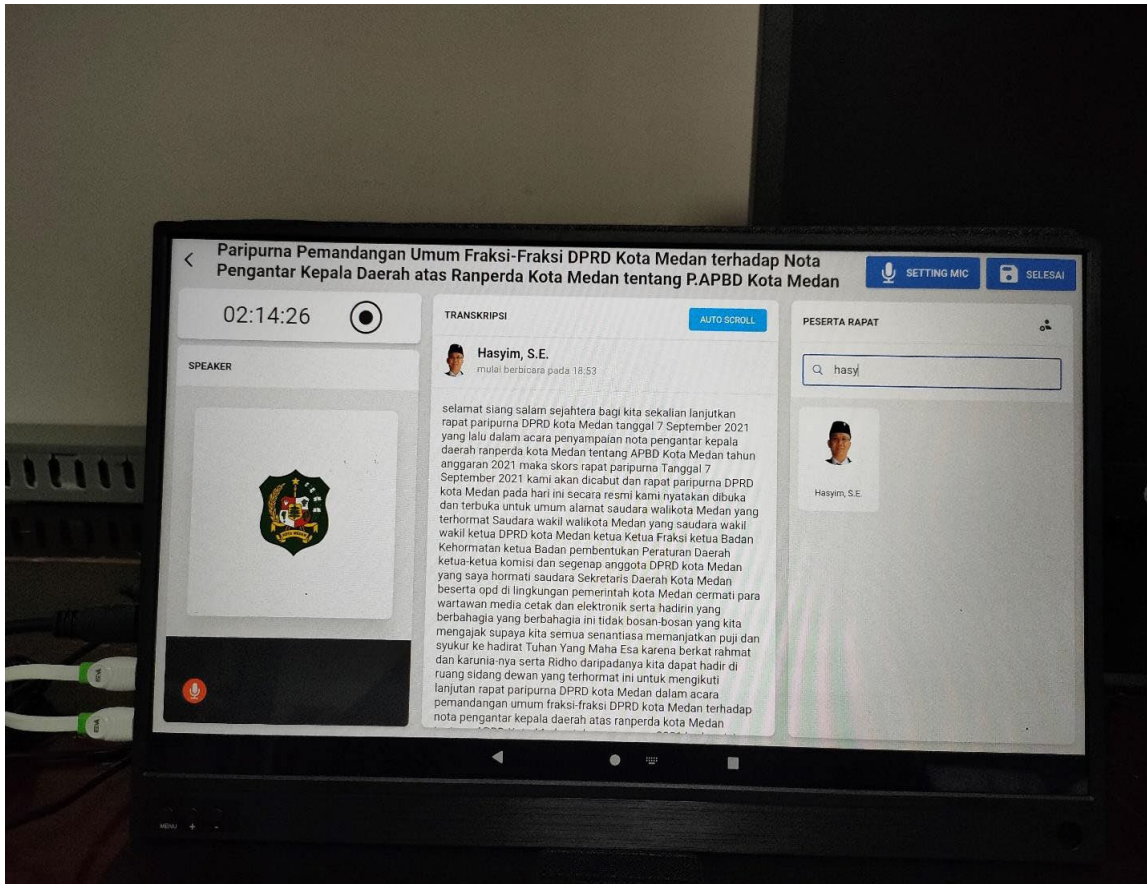 Paripurna Pemandangan Umum Fraksi-Fraksi DPRD Kota Medan terhadap Nota
Pengantar Kepala Daerah atas Ranperda Kota Medan tentang P.APBD Kota Medan
SETTING MIC
SELESAI
02:14:26
SPEAKER
KOTA MEDAN
TRANSKRIPSI
AUTO SCROLL
Hasyim, S.E.
mulai berbicara pada 18:53
selamat siang salam sejahtera bagi kita sekalian lanjutkan
rapat paripurna DPRD kota Medan tanggal 7 September 2021
yang lalu dalam acara penyampaian nota pengantar kepala
daerah ranperda kota Medan tentang APBD Kota Medan tahun
anggaran 2021 maka skors rapat paripurna Tanggal 7
September 2021 kami akan dicabut dan rapat paripurna DPRD
kota Medan pada hari ini secara resmi kami nyatakan dibuka
dan terbuka untuk umum alamat saudara walikota Medan yang
terhormat Saudara wakil walikota Medan yang saudara wakil
wakil ketua DPRD kota Medan ketua Ketua Fraksi ketua Badan
Kehormatan ketua Badan pembentukan Peraturan Daerah
ketua-ketua komisi dan segenap anggota DPRD kota Medan
yang saya hormati saudara Sekretaris Daerah Kota Medan
beserta opd di lingkungan pemerintah kota Medan cermati para
wartawan media cetak dan elektronik serta hadirin yang
berbahagia yang berbahagia ini tidak bosan-bosan yang kita
mengajak supaya kita semua senantiasa memanjatkan puji dan
syukur ke hadirat Tuhan Yang Maha Esa karena berkat rahmat
dan karunia-nya serta Ridho daripadanya kita dapat hadir di
ruang sidang dewan yang terhormat ini untuk mengikuti
lanjutan rapat paripurna DPRD kota Medan dalam acara
pemandangan umum fraksi-fraksi DPRD kota Medan terhadap
nota pengantar kepala daerah atas ranperda kota Medan
PESERTA RAPAT
hasy
Hasyim, S.E.
MENU + -